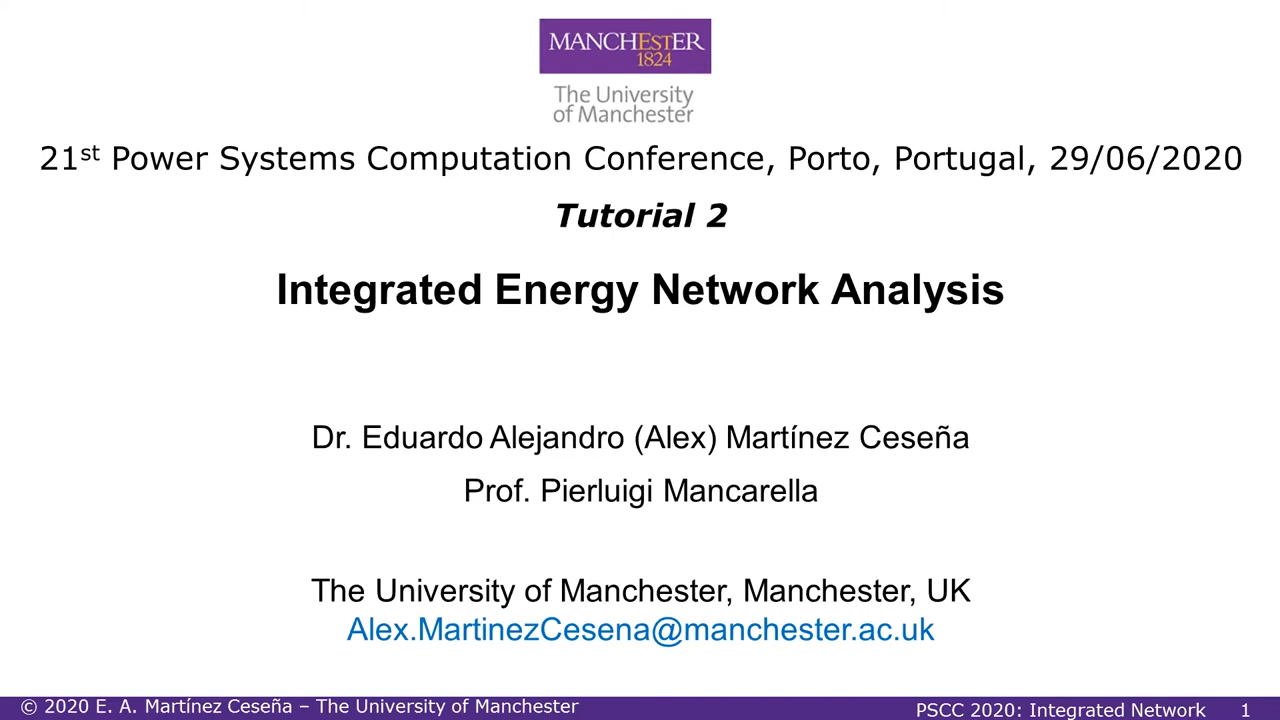 MANCHESTER
1824
The University
of Manchester
21st Power Systems Computation Conference, Porto, Portugal, 29/06/2020
Tutorial 2
Integrated Energy Network Analysis
Dr. Eduardo Alejandro (Alex) Martínez Ceseña
Prof. Pierluigi Mancarella
The University of Manchester, Manchester, UK
Alex.MartinezCesena@manchester.ac.uk
© 2020 E. A. Martínez Ceseña – The University of Manchester
PSCC 2020: Integrated Network 1